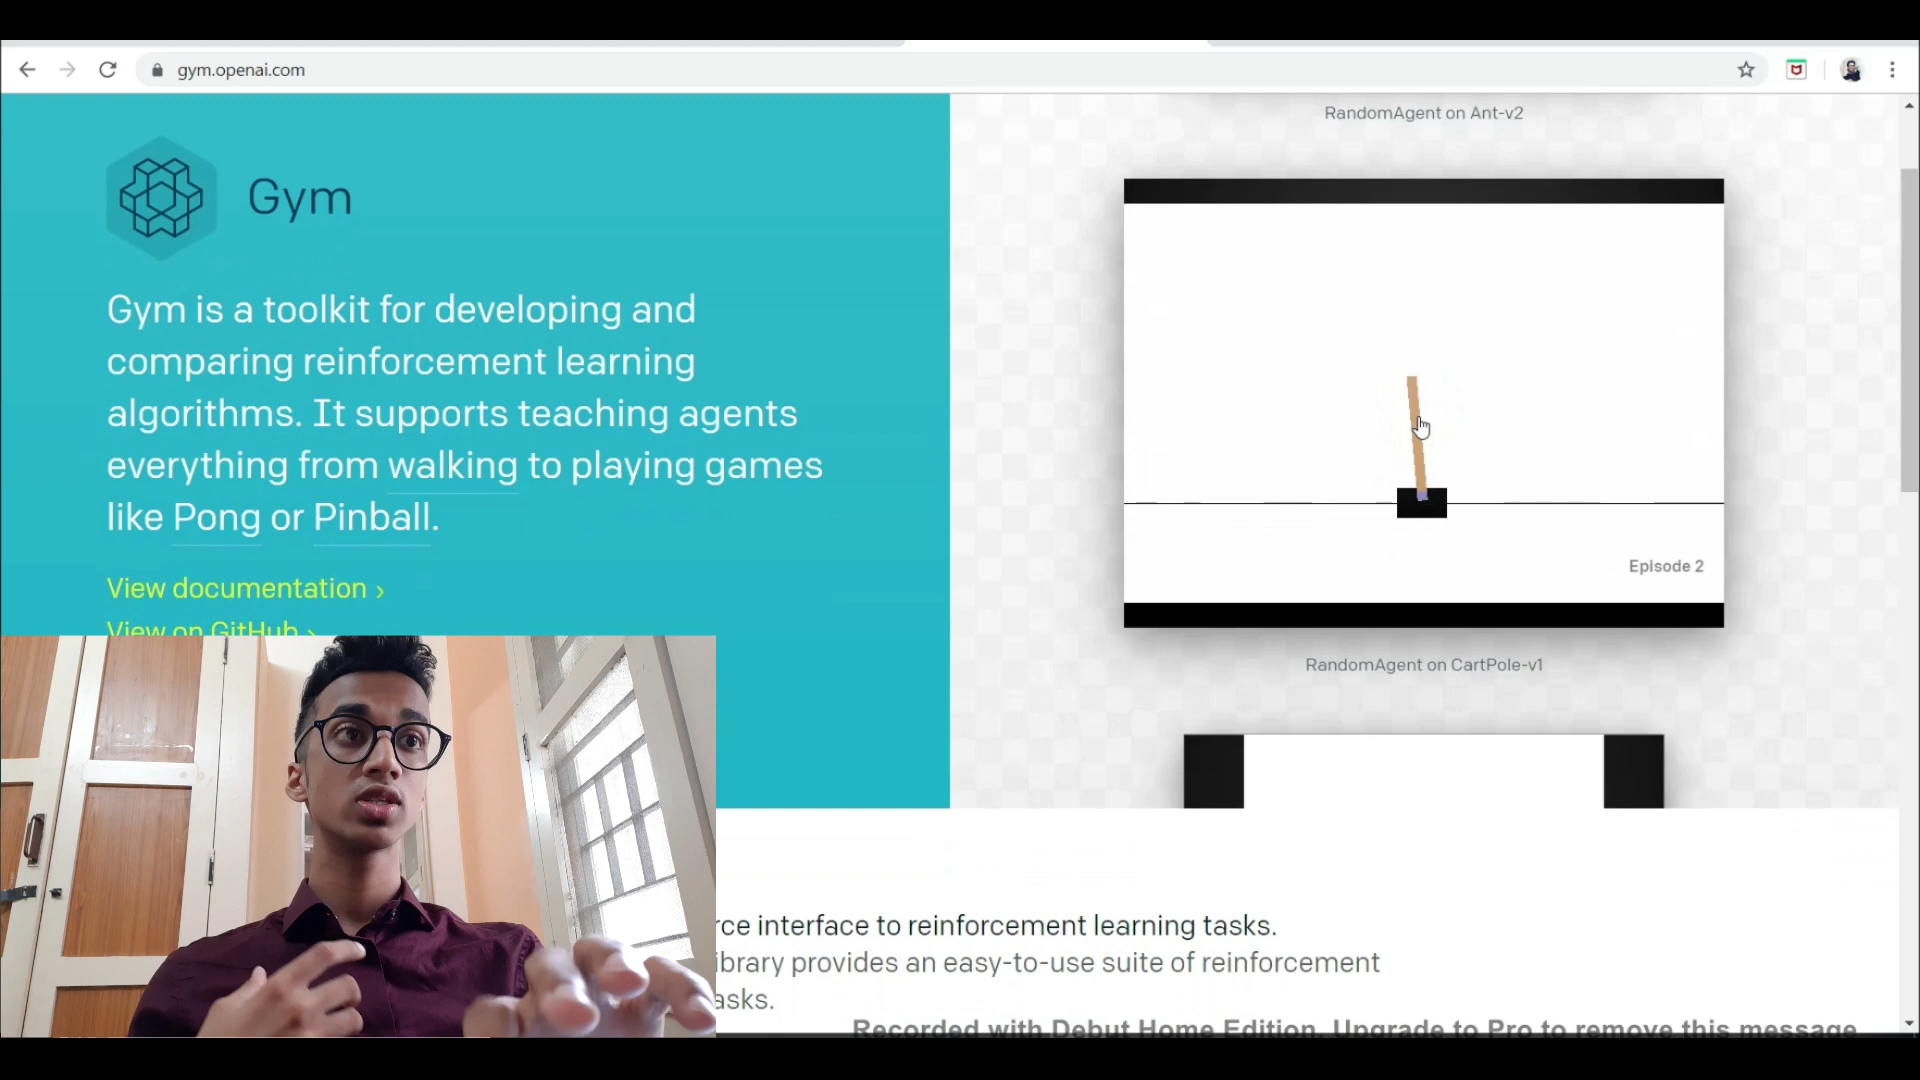 gym.openai.com
RandomAgent on Ant-v2
Gym
Gym is a toolkit for developing and
comparing reinforcement learning
algorithms. It supports teaching agents
everything from walking to playing games
like Pong or Pinball.
View documentation ›
View on GitHub ›
Episode 2
RandomAgent on CartPole-v1
rce interface to reinforcement learning tasks.
ibrary provides an easy-to-use suite of reinforcement
asks.
Recorded with Debut Home Edition. Upgrade to Pro to remove this message